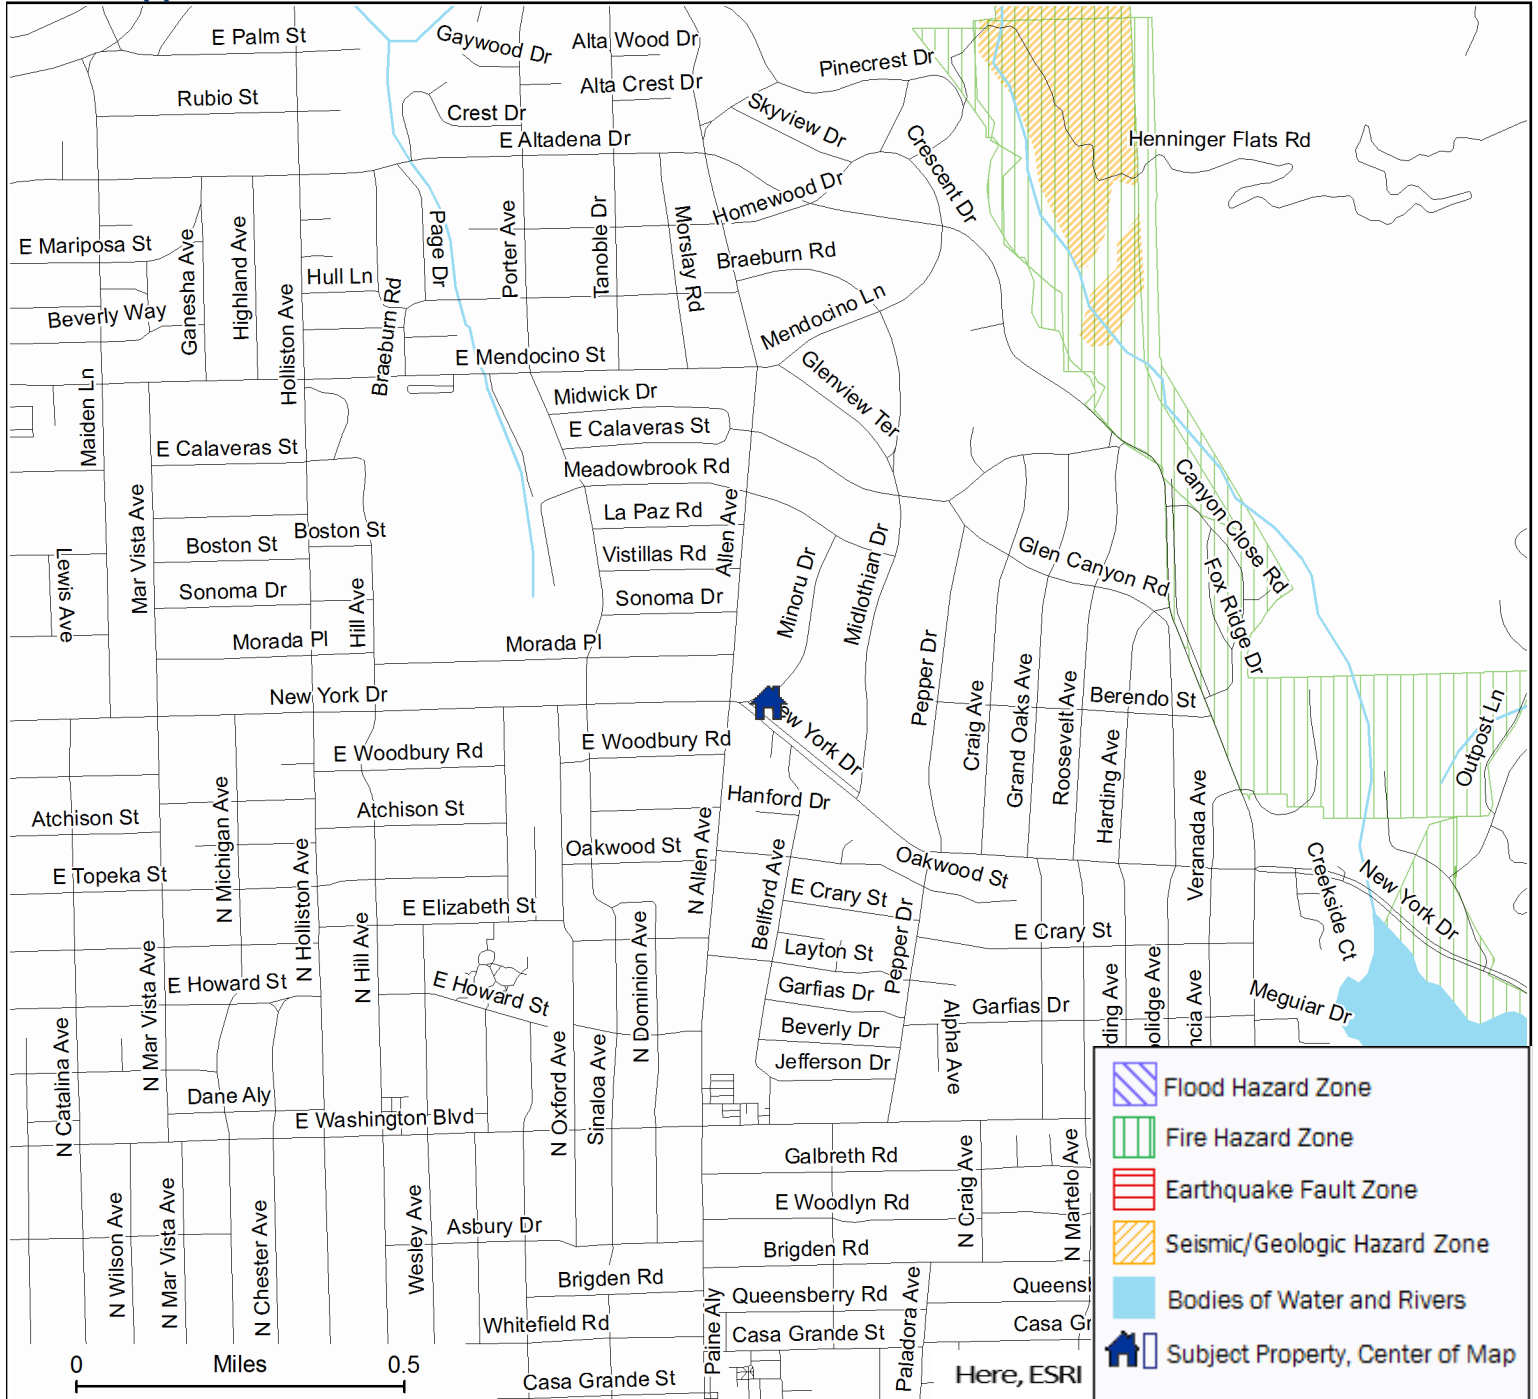 E Palm St
Gaywood Dr
Alta Wood Dr
Pinecrest Dr
Alta Crest Dr
Rubio St
Crest Dr
Skyview Dr
E Altadena Dr
Crescent Dr
Henninger Flats Rd
Homewood Dr
E Mariposa St
Ganesha Ave
Highland Ave
Page Dr
Porter Ave
Tanoble Dr
Morslay Rd
Braeburn Rd
Hull Ln
Beverly Way
Holliston Ave
Braeburn Rd
Mendocino Ln
E Mendocino St
Glenview Ter
Maiden Ln
Midwick Dr
E Calaveras St
E Calaveras St
Meadowbrook Rd
Canyon Close Rd
Mar Vista Ave
La Paz Rd
Allen Ave
Boston St
Boston St
Vistillas Rd
Minoru Dr
Midlothian Dr
Glen Canyon Rd
Fox Ridge Dr
Lewis Ave
Sonoma Dr
Hill Ave
Sonoma Dr
Morada Pl
Morada Pl
Pepper Dr
Craig Ave
Grand Oaks Ave
Roosevelt Ave
Berendo St
New York Dr
ew York Dr
Outpost Ln
E Woodbury Rd
E Woodbury Rd
Harding Ave
Veranada Ave
Hanford Dr
Atchison St
N Michigan Ave
Atchison St
N Allen Ave
Oakwood St
Oakwood St
Creekside Ct
New York Dr
E Topeka St
N Holliston Ave
Bellford Ave
E Crary St
E Elizabeth St
N Hill Ave
N Dominion Ave
Pepper Dr
E Crary St
Layton St
N Mar Vista Ave
E Howard St
E Howard St
Garfias Dr
Garfias Dr
Meguiar Dr
Alpha Ave
rding Ave
olidge Ave
ncia Ave
N Catalina Ave
Beverly Dr
Jefferson Dr
N Oxford Ave
Sinaloa Ave
Dane Aly
E Washington Blvd
Galbreth Rd
N Craig Ave
N Martelo Ave
E Woodlyn Rd
N Wilson Ave
N Mar Vista Ave
N Chester Ave
Wesley Ave
Asbury Dr
Brigden Rd
Brigden Rd
Queensberry Rd
Queensb
Paine Aly
Paladora Ave
Whitefield Rd
Casa Grande St
Casa Gr
Casa Grande St
0 Miles 0.5
Here, ESRI
Flood Hazard Zone
Fire Hazard Zone
Earthquake Fault Zone
Seismic/Geologic Hazard Zone
Bodies of Water and Rivers
Subject Property, Center of Map